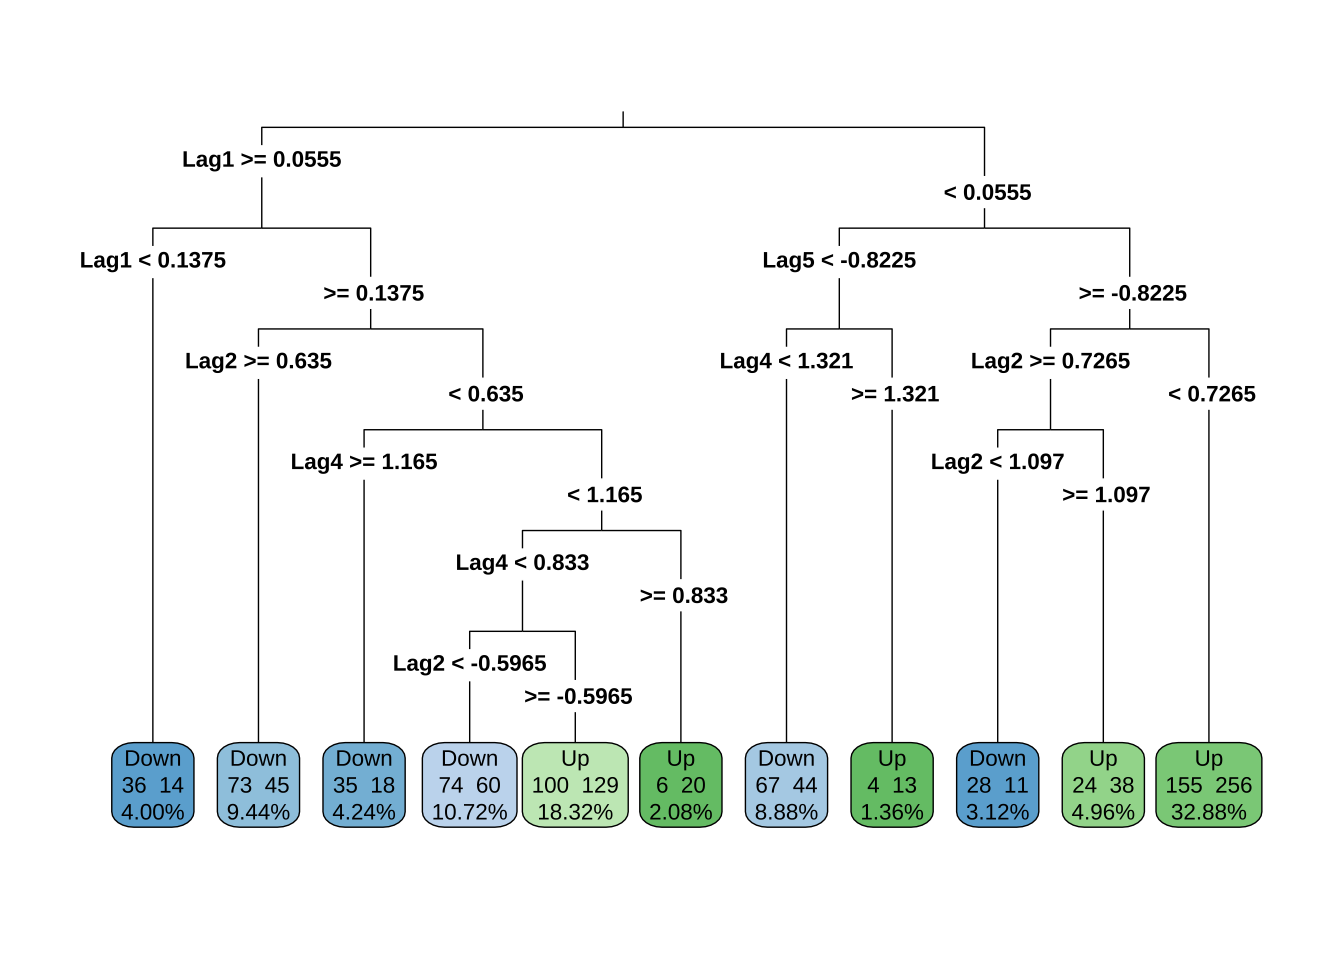 Lag1 >= 0.0555
< 0.0555
Lag1 < 0.1375
Lag5 < -0.8225
>= 0.1375
>= -0.8225
Lag2 >= 0.635
Lag4 < 1.321
Lag2 >= 0.7265
< 0.635
>= 1.321
< 0.7265
Lag4 >= 1.165
Lag2 < 1.097
< 1.165
>= 1.097
Lag4 < 0.833
>= 0.833
Lag2 < -0.5965
>= -0.5965
Down
36 14
4.00%
Down
73 45
9.44%
Down
35 18
4.24%
Down
74 60
10.72%
Up
100 129
18.32%
Up
6 20
2.08%
Down
67 44
8.88%
Up
4 13
1.36%
Down
28 11
3.12%
Up
24 38
4.96%
Up
155 256
32.88%